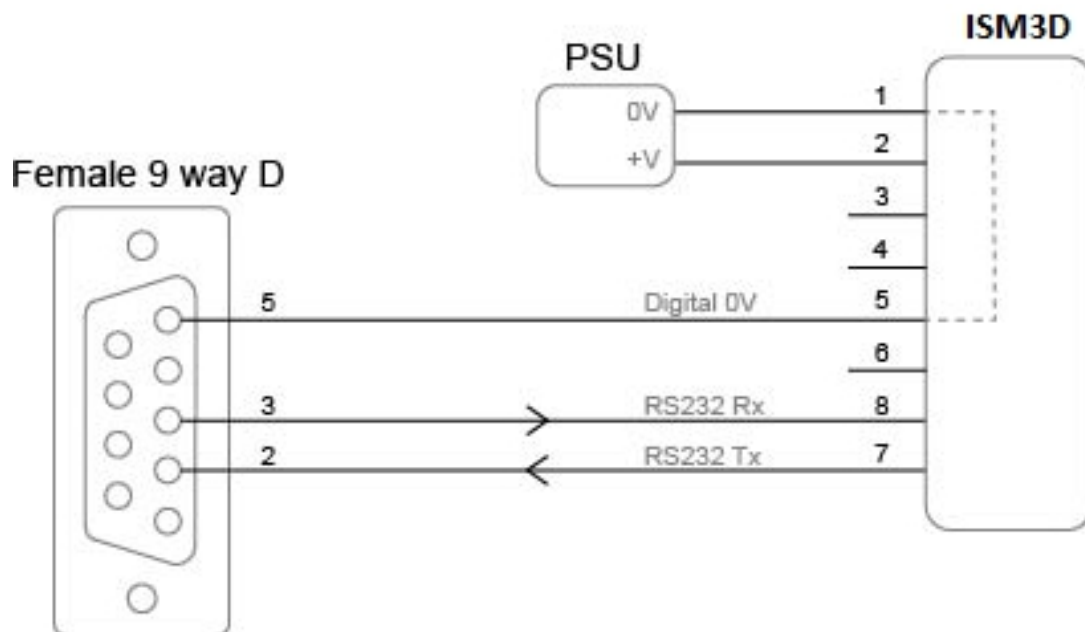 ISM3D
PSU
0V
1
+V
2
Female 9 way D
3
4
5
Digital 0V
5
6
3
RS232 Rx
8
2
RS232 Tx
7